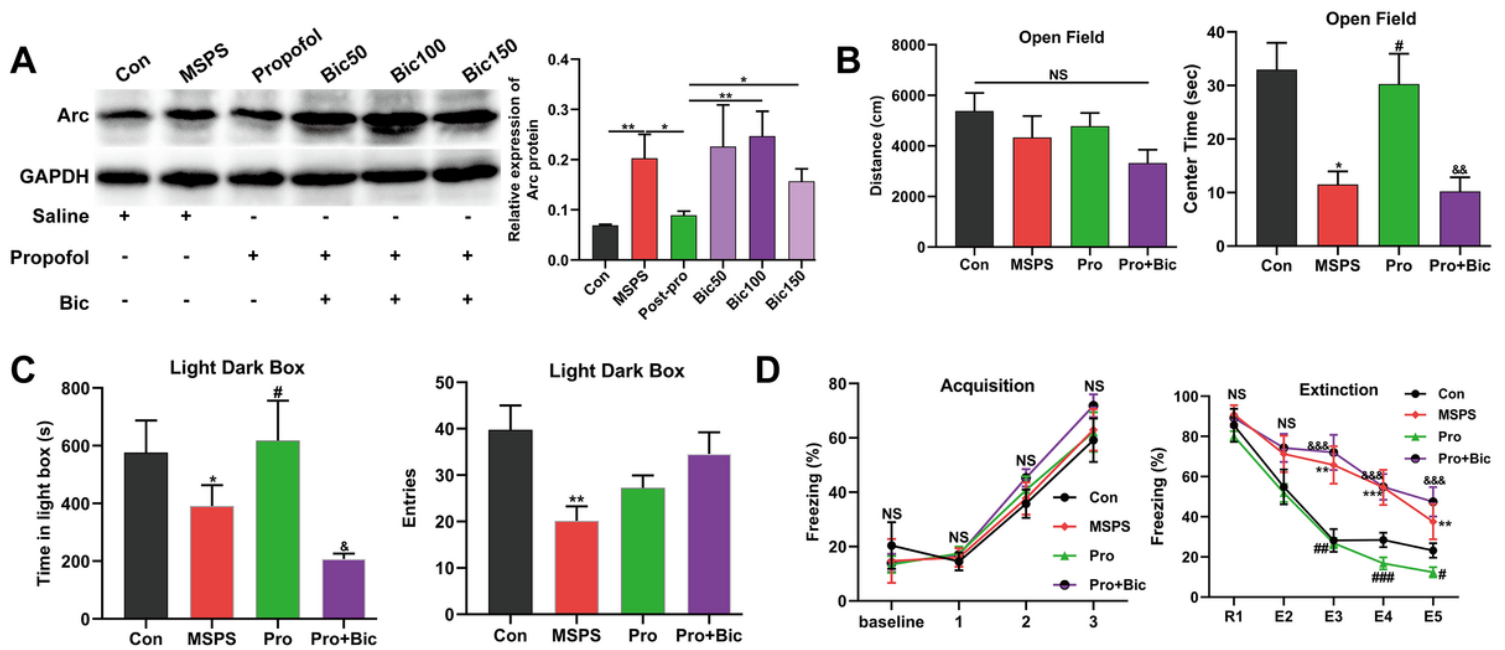 A
Con
MSPS
Propofol
Bic50
Bic100
Bic150
Arc
GAPDH
Saline + + - - - -
Propofol - - + + + +
Bic - - - + + +
Relative expression of
Arc protein
0.4
0.3
0.2
0.1
0.0
**
*
**
*
Con
MSPS
Post-pro
Bic50
Bic100
Bic150
B
Open Field
Distance (cm)
8000
6000
4000
2000
0
NS
Con MSPS Pro Pro+Bic
Open Field
Center Time (sec)
40
30
20
10
0
*
#
&&
Con MSPS Pro Pro+Bic
C
Light Dark Box
Time in light box (s)
800
600
400
200
0
*
#
&
Con MSPS Pro Pro+Bic
Light Dark Box
Entries
50
40
30
20
10
0
**
Con MSPS Pro Pro+Bic
D
Acquisition
Freezing (%)
80
60
40
20
0
NS
NS
NS
NS
Con
MSPS
Pro
Pro+Bic
baseline 1 2 3
Extinction
Freezing (%)
100
80
60
40
20
0
NS
NS
&&&
**
##
&&&
***
###
&&&
**
#
Con
MSPS
Pro
Pro+Bic
R1 E2 E3 E4 E5